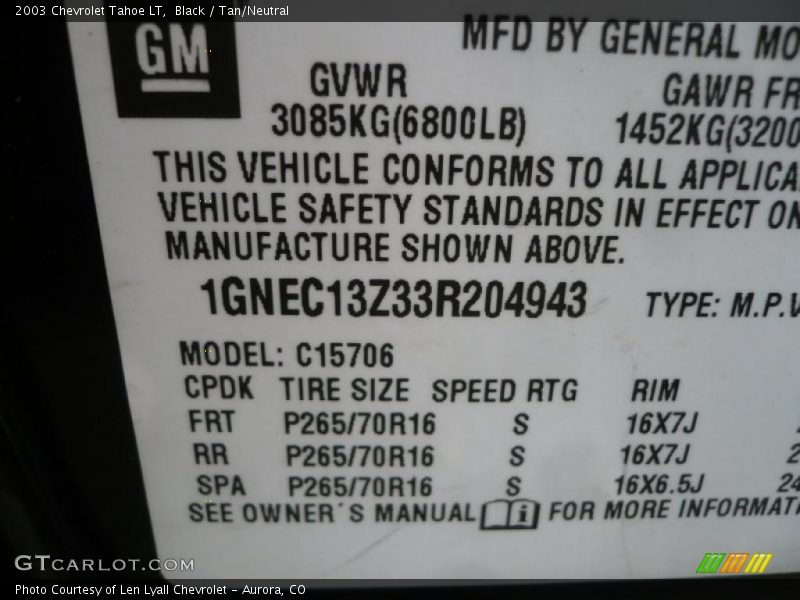 2003 Chevrolet Tahoe LT, Black / Tan/Neutral
GM
MFD BY GENERAL MO
GVWR
GAWR FR
3085KG(6800LB)
1452KG(3200
THIS VEHICLE CONFORMS TO ALL APPLICA
VEHICLE SAFETY STANDARDS IN EFFECT ON
MANUFACTURE SHOWN ABOVE.
1GNEC13Z33R204943
TYPE: M.P.V
MODEL: C15706
CPDK TIRE SIZE SPEED RTG RIM
FRT P265/70R16 S 16X7J
RR P265/70R16 S 16X7J 2
SPA P265/70R16 S 16X6.5J 24
SEE OWNER´S MANUAL i FOR MORE INFORMATI
GTCARLOT.COM
Photo Courtesy of Len Lyall Chevrolet - Aurora, CO